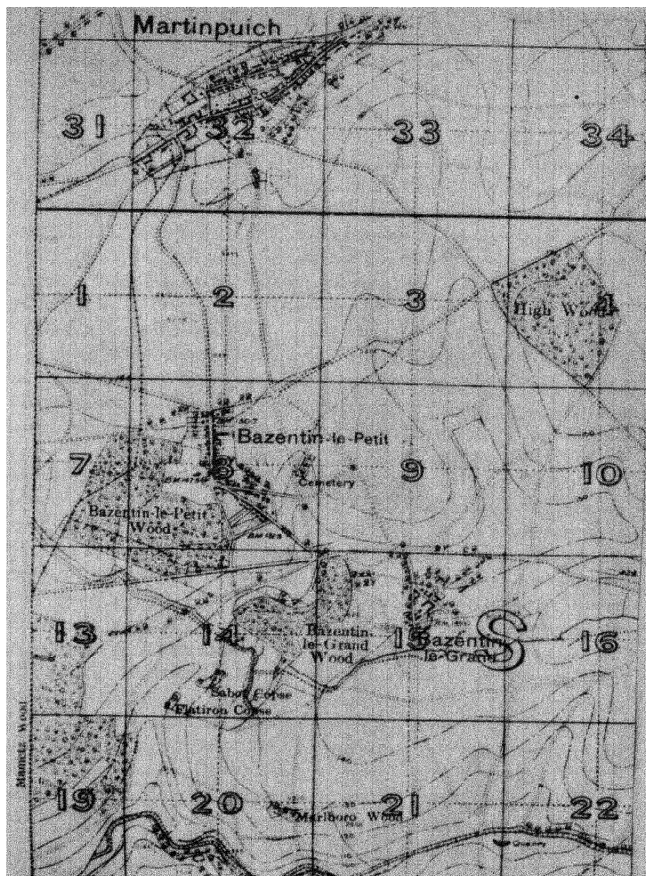 Martinpuich
31
32
33
34
1
2
3
4
High Wood
Bazentin-le-Petit
7
8
9
10
Cemetery
Bazentin-le-Petit
Wood
13
14
Bazentin
le-Grand
Wood
15
Bazentin
le-Grand
S
16
Sabot Copse
Flatiron Copse
Mametz Wood
19
20
21
22
Marlboro Wood
Quarry